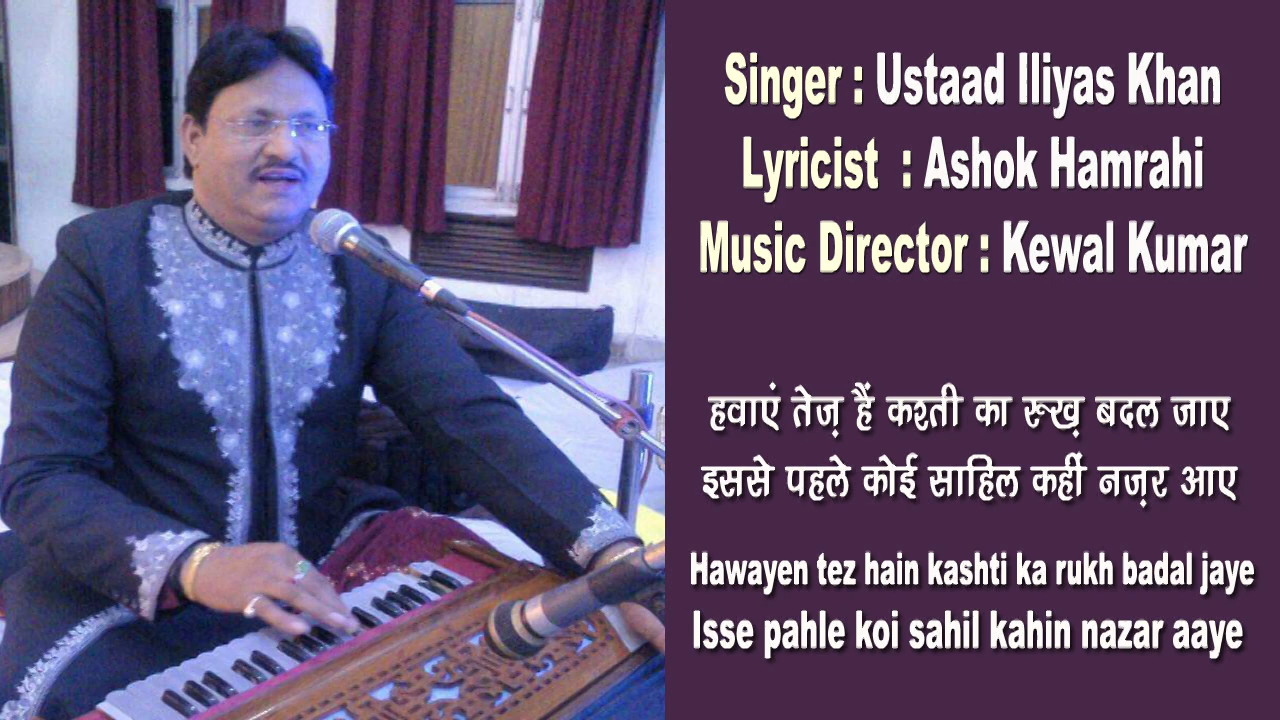 Singer : Ustaad Iliyas Khan
Lyricist : Ashok Hamrahi
Music Director : Kewal Kumar
हवाएं तेज़ हैं कश्ती का रूख़ बदल जाए
इससे पहले कोई साहिल कहीं नज़र आए
Hawayen tez hain kashti ka rukh badal jaye
Isse pahle koi sahil kahin nazar aaye